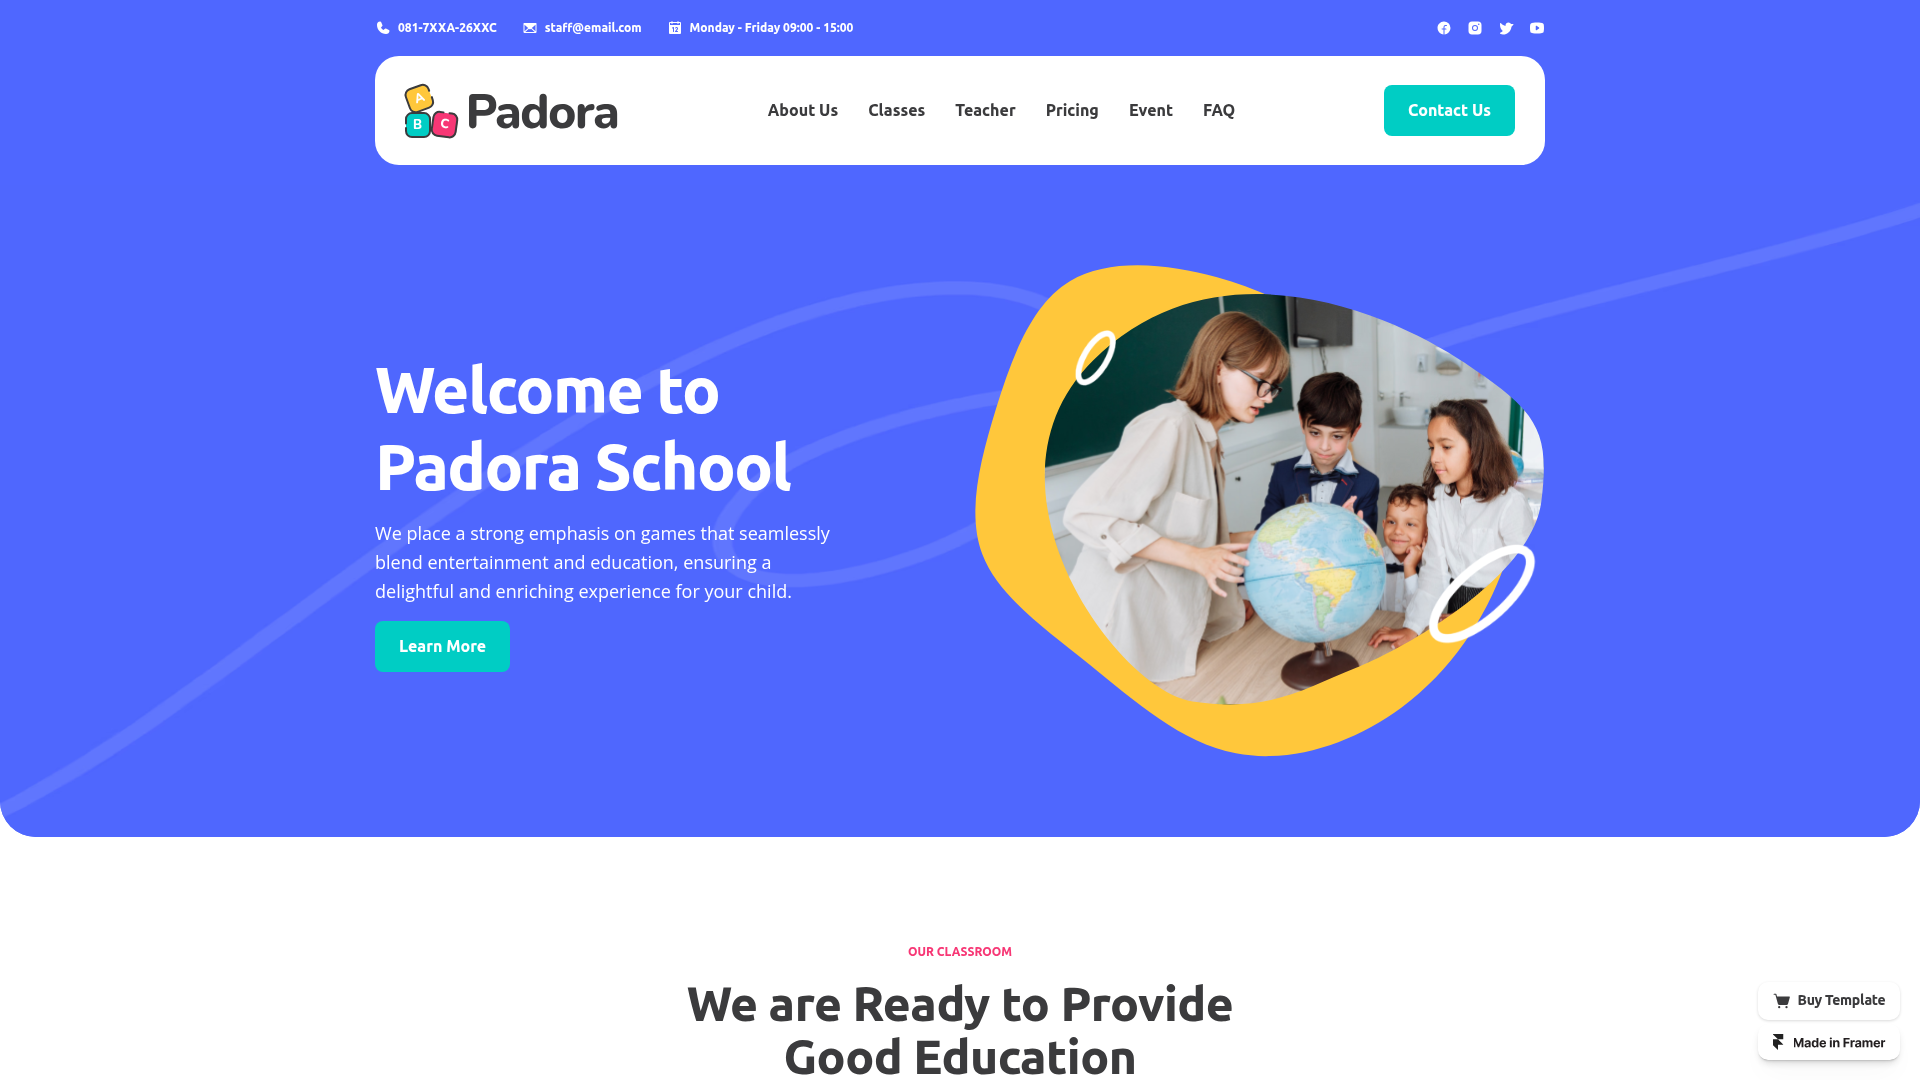 081-7XXA-26XXC
staff@email.com
Monday - Friday 09:00 - 15:00
A
B C
Padora
About Us
Classes
Teacher
Pricing
Event
FAQ
Contact Us
Welcome to
Padora School
We place a strong emphasis on games that seamlessly
blend entertainment and education, ensuring a
delightful and enriching experience for your child.
Learn More
OUR CLASSROOM
We are Ready to Provide
Good Education
Buy Template
Made in Framer